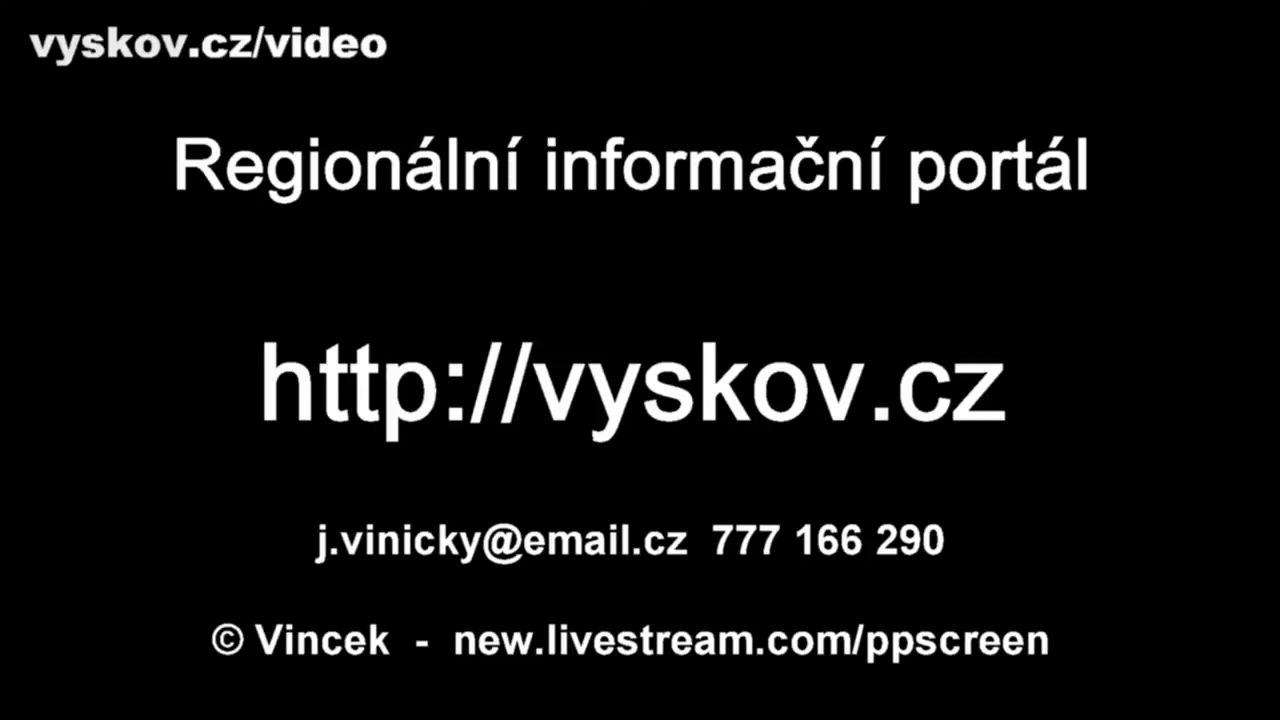 vyskov.cz/video
Regionální informační portál
http://vyskov.cz
j.vinicky@email.cz 777 166 290
© Vincek - new.livestream.com/ppscreen